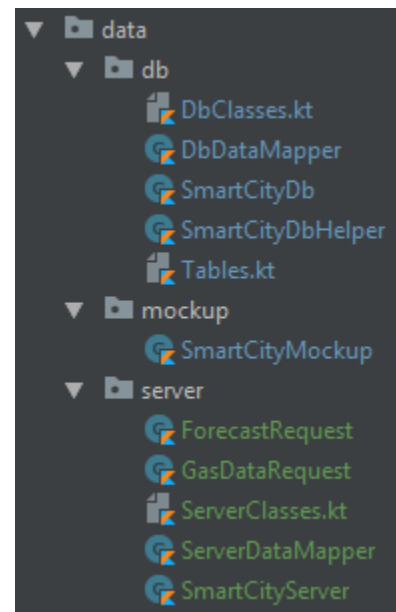 data
db
DbClasses.kt
DbDataMapper
SmartCityDb
SmartCityDbHelper
Tables.kt
mockup
SmartCityMockup
server
ForecastRequest
GasDataRequest
ServerClasses.kt
ServerDataMapper
SmartCityServer